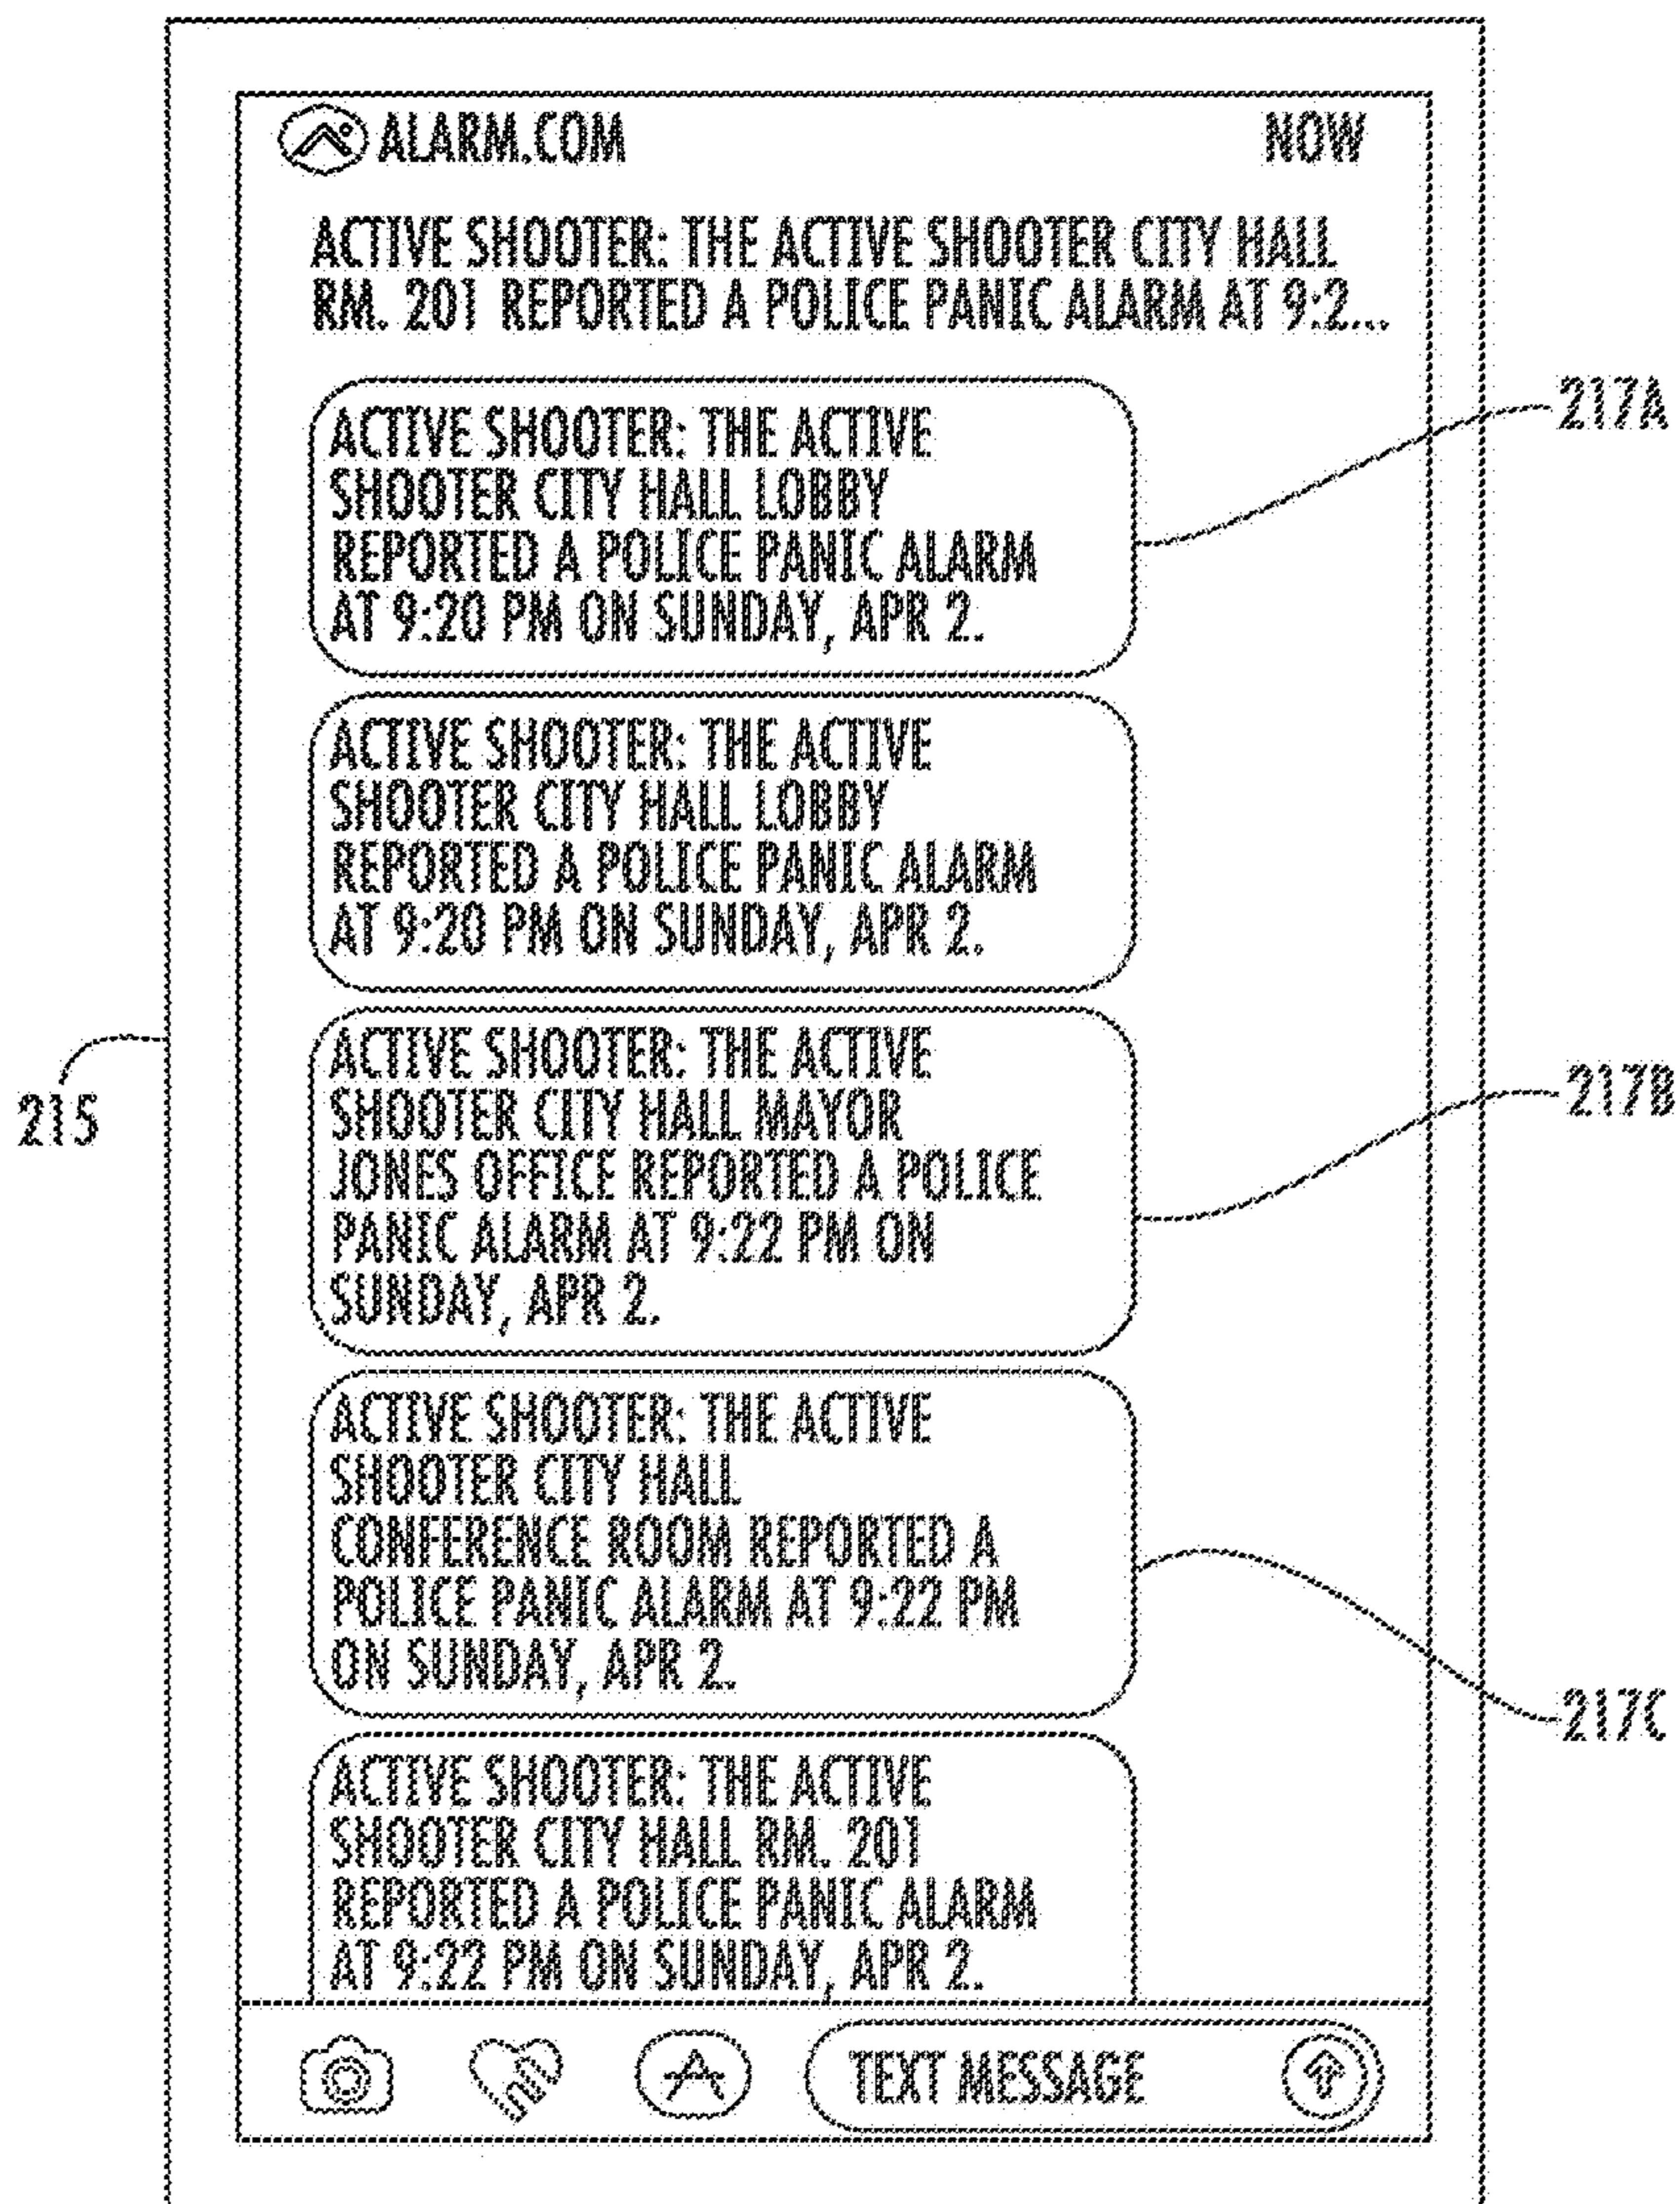 ALARM.COM NOW
ACTIVE SHOOTER: THE ACTIVE SHOOTER CITY HALL
RM. 201 REPORTED A POLICE PANIC ALARM AT 9:2...
217A
ACTIVE SHOOTER: THE ACTIVE
SHOOTER CITY HALL LOBBY
REPORTED A POLICE PANIC ALARM
AT 9:20 PM ON SUNDAY, APR 2.
ACTIVE SHOOTER: THE ACTIVE
SHOOTER CITY HALL LOBBY
REPORTED A POLICE PANIC ALARM
AT 9:20 PM ON SUNDAY, APR 2.
215
217B
ACTIVE SHOOTER: THE ACTIVE
SHOOTER CITY HALL MAYOR
JONES OFFICE REPORTED A POLICE
PANIC ALARM AT 9:22 PM ON
SUNDAY, APR 2.
ACTIVE SHOOTER: THE ACTIVE
SHOOTER CITY HALL
CONFERENCE ROOM REPORTED A
POLICE PANIC ALARM AT 9:22 PM
ON SUNDAY, APR 2.
217C
ACTIVE SHOOTER: THE ACTIVE
SHOOTER CITY HALL RM. 201
REPORTED A POLICE PANIC ALARM
AT 9:22 PM ON SUNDAY, APR 2.
TEXT MESSAGE